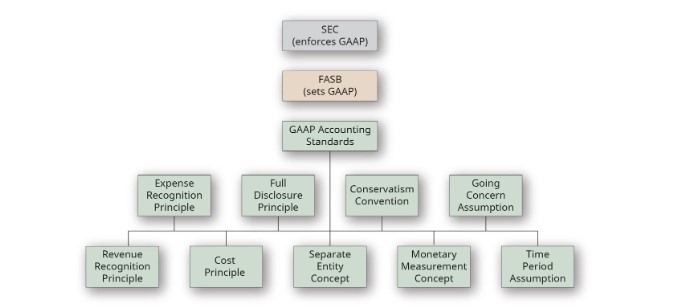 SEC
(enforces GAAP)
FASB
(sets GAAP)
GAAP Accounting
Standards
Expense
Recognition
Principle
Full
Disclosure
Principle
Conservatism
Convention
Going
Concern
Assumption
Revenue
Recognition
Principle
Cost
Principle
Separate
Entity
Concept
Monetary
Measurement
Concept
Time
Period
Assumption